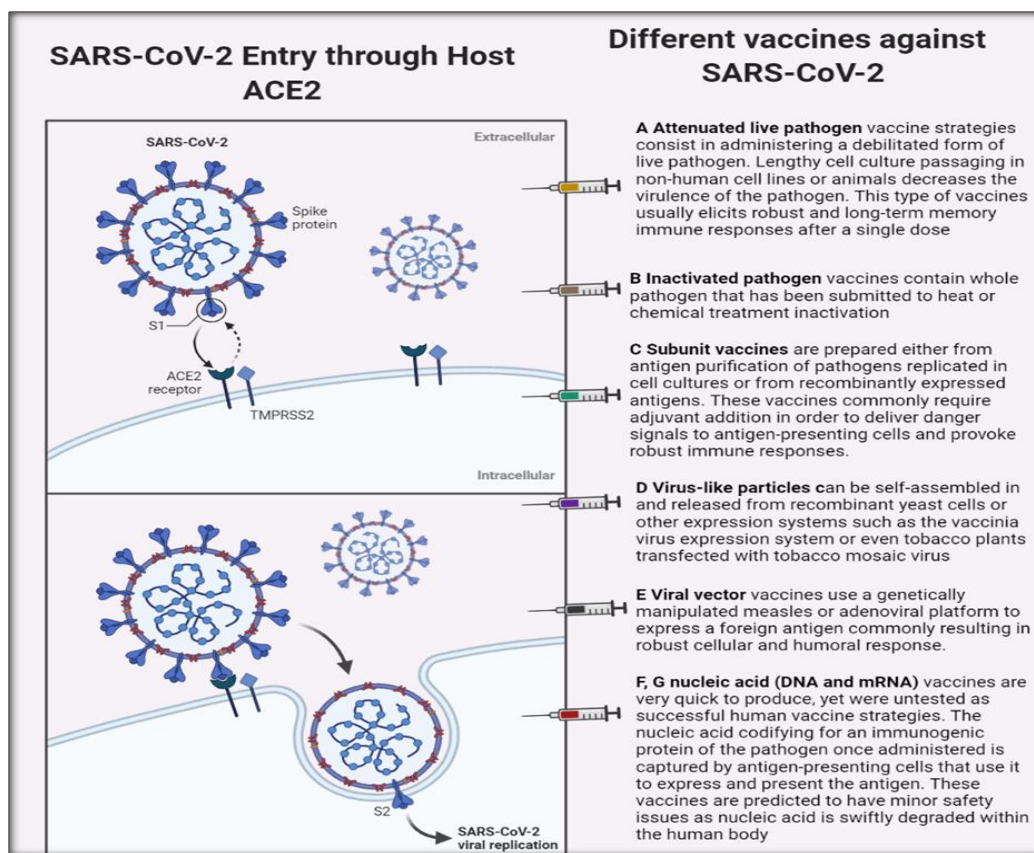 SARS-CoV-2 Entry through Host
ACE2
SARS-CoV-2
Extracellular
Spike
protein
S1
ACE2
receptor
TMPRSS2
Intracellular
S2
SARS-CoV-2
viral replication
Different vaccines against
SARS-CoV-2
A Attenuated live pathogen vaccine strategies
consist in administering a debilitated form of
live pathogen. Lengthy cell culture passaging in
non-human cell lines or animals decreases the
virulence of the pathogen. This type of vaccines
usually elicits robust and long-term memory
immune responses after a single dose
B Inactivated pathogen vaccines contain whole
pathogen that has been submitted to heat or
chemical treatment inactivation
C Subunit vaccines are prepared either from
antigen purification of pathogens replicated in
cell cultures or from recombinantly expressed
antigens. These vaccines commonly require
adjuvant addition in order to deliver danger
signals to antigen-presenting cells and provoke
robust immune responses.
D Virus-like particles can be self-assembled in
and released from recombinant yeast cells or
other expression systems such as the vaccinia
virus expression system or even tobacco plants
transfected with tobacco mosaic virus
E Viral vector vaccines use a genetically
manipulated measles or adenoviral platform to
express a foreign antigen commonly resulting in
robust cellular and humoral response.
F, G nucleic acid (DNA and mRNA) vaccines are
very quick to produce, yet were untested as
successful human vaccine strategies. The
nucleic acid codifying for an immunogenic
protein of the pathogen once administered is
captured by antigen-presenting cells that use it
to express and present the antigen. These
vaccines are predicted to have minor safety
issues as nucleic acid is swiftly degraded within
the human body